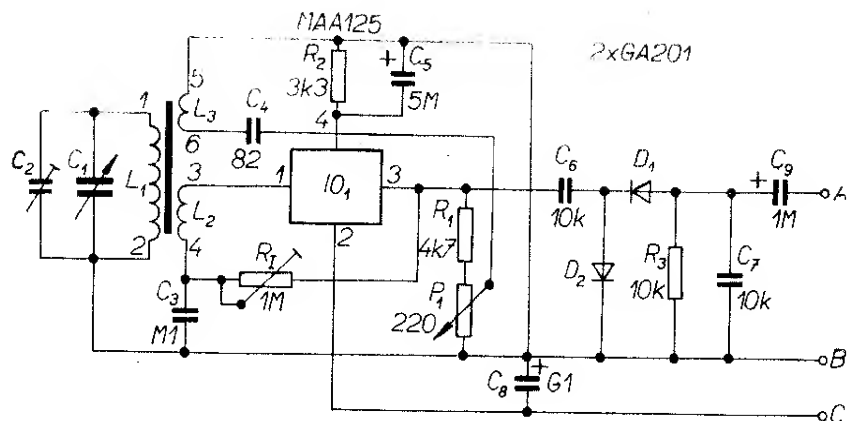 MAA125
2xGA201
5
R2
3k3
+
C5
5M
1
L3
C4
4
6
82
C2
C1
L1
3
1
IO1
3
C6
10k
D1
+
C9
1M
A
L2
2
R1
4k7
D2
R3
10k
C7
10k
2
4
RI
1M
P1
220
C3
M1
B
C8
+
G1
C